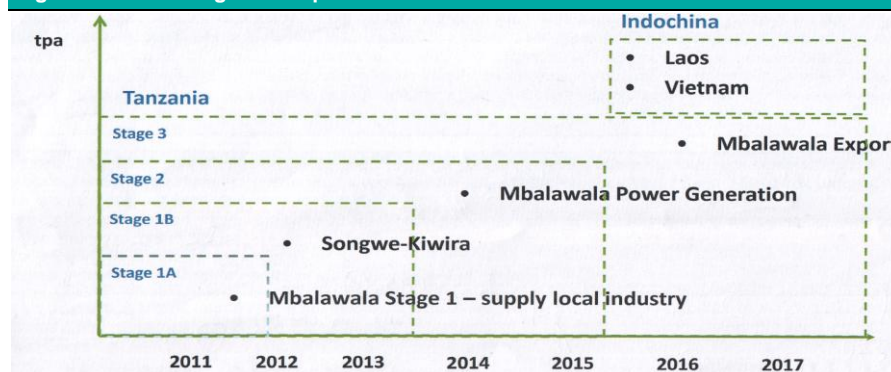 Indochina
tpa
• Laos
• Vietnam
Tanzania
Stage 3
• Mbalawala Expor
Stage 2
• Mbalawala Power Generation
Stage 1B
• Songwe-Kiwira
Stage 1A
• Mbalawala Stage 1 – supply local industry
2011 2012 2013 2014 2015 2016 2017